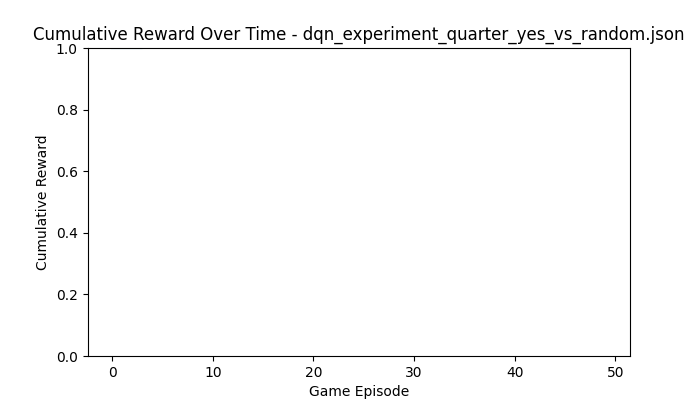 Cumulative Reward Over Time - dqn_experiment_quarter_yes_vs_random.json
1.0
0.8
0.6
0.4
0.2
0.0
Cumulative Reward
0 10 20 30 40 50
Game Episode